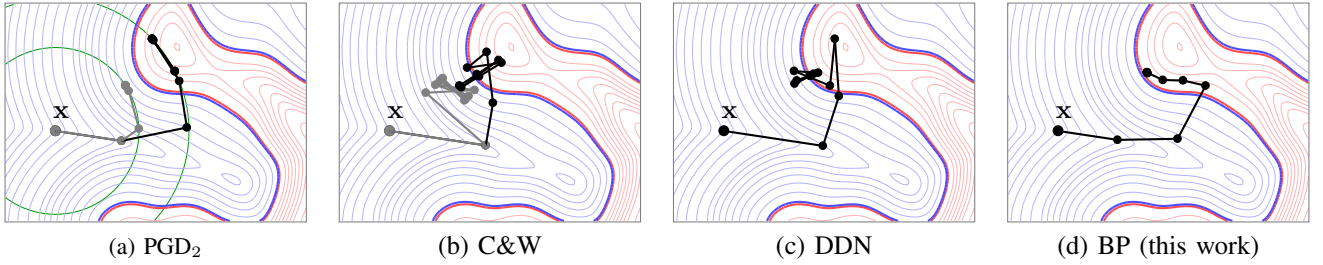 x
x
x
x
(a) PGD₂
(b) C&W
(c) DDN
(d) BP (this work)